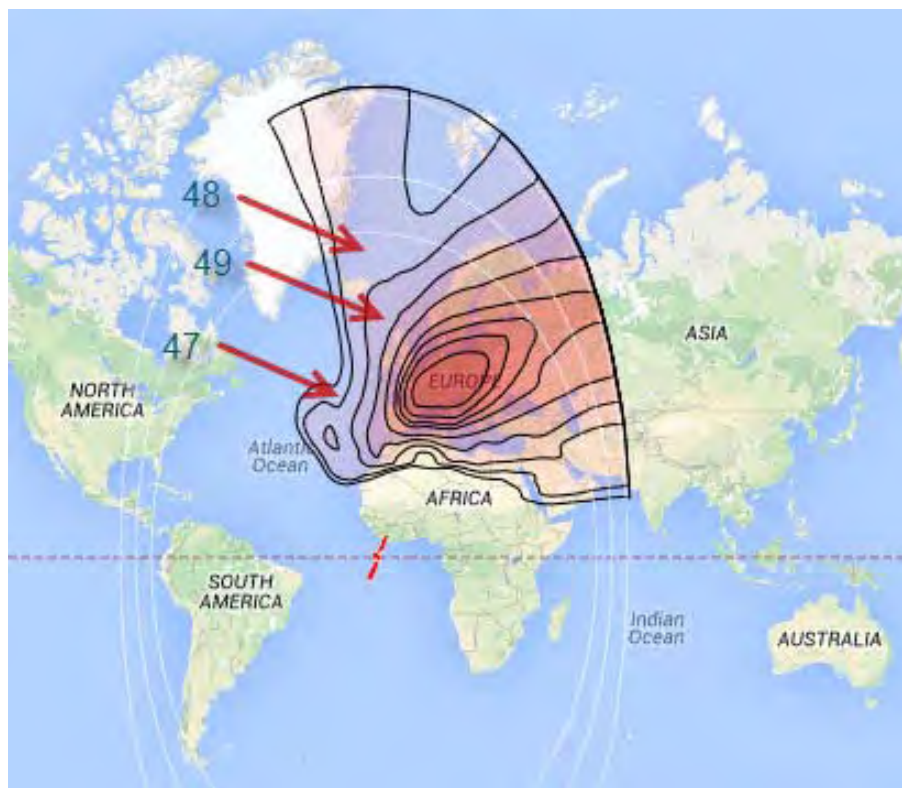 48
49
47
ASIA
NORTH
AMERICA
EUROPE
Atlantic
Ocean
AFRICA
SOUTH
AMERICA
Indian
Ocean
AUSTRALIA